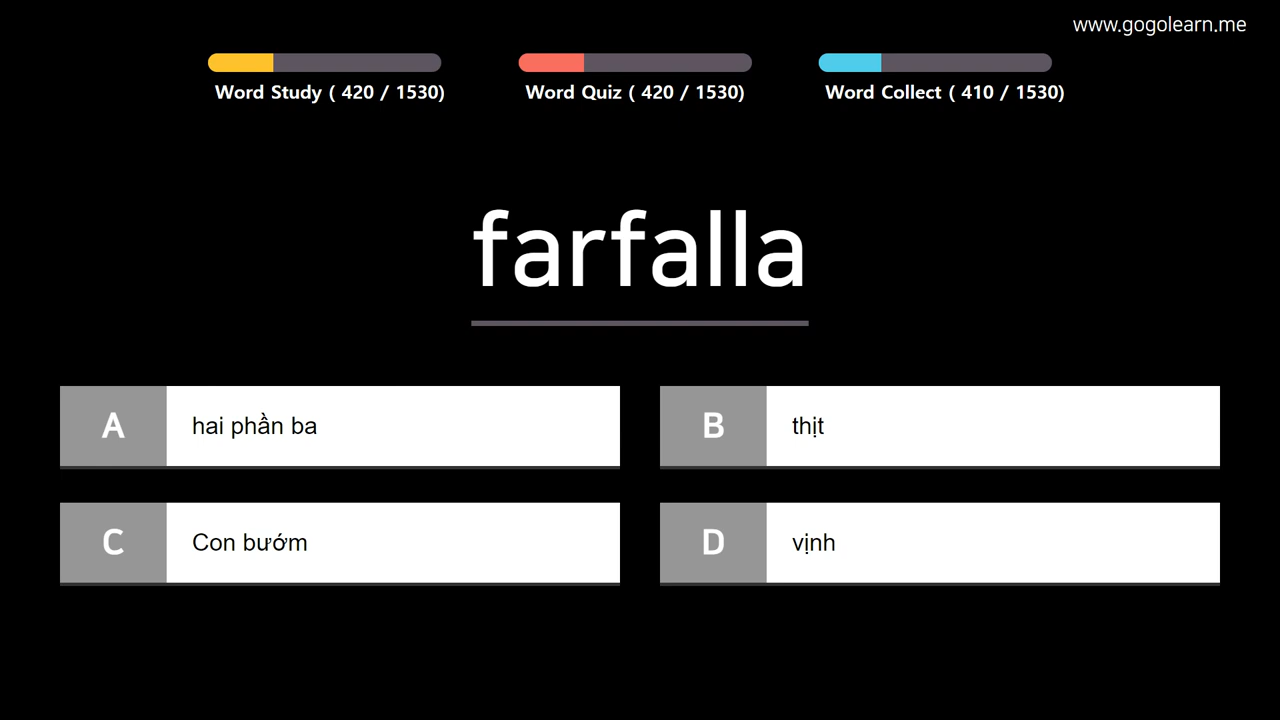 www.gogolearn.me
Word Study ( 420 / 1530)
Word Quiz ( 420 / 1530)
Word Collect ( 410 / 1530)
farfalla
A hai phần ba
B thịt
C Con bướm
D vịnh